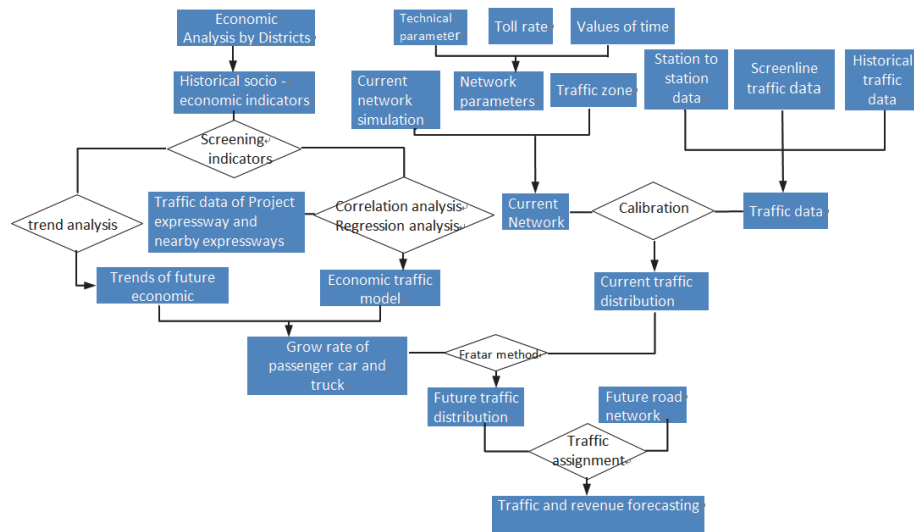 Economic
Analysis by Districts
Technical
parameter
Toll rate
Values of time
Historical socio -
economic indicators
Current
network
simulation
Network
parameters
Traffic zone
Station to
station
data
Screenline
traffic data
Historical
traffic
data
Screening
indicators
trend analysis
Traffic data of Project
expressway and
nearby expressways
Correlation analysis
Regression analysis
Current
Network
Calibration
Traffic data
Trends of future
economic
Economic traffic
model
Current traffic
distribution
Grow rate of
passenger car and
truck
Fratar method
Future traffic
distribution
Future road
network
Traffic
assignment
Traffic and revenue forecasting